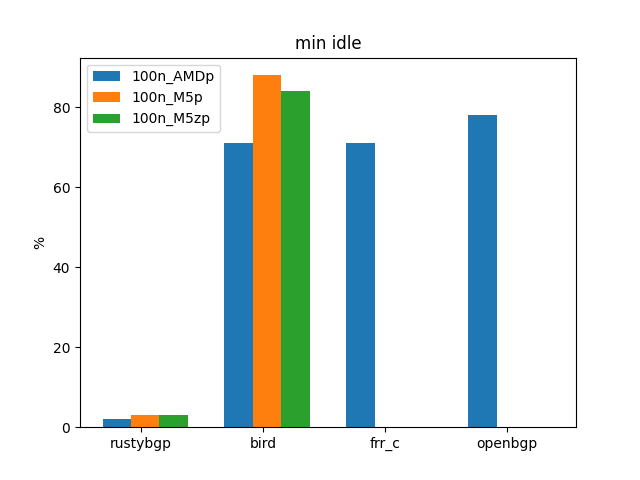 min idle
100n_AMDp
100n_M5p
100n_M5zp
%
80
60
40
20
0
rustybgp bird frr_c openbgp